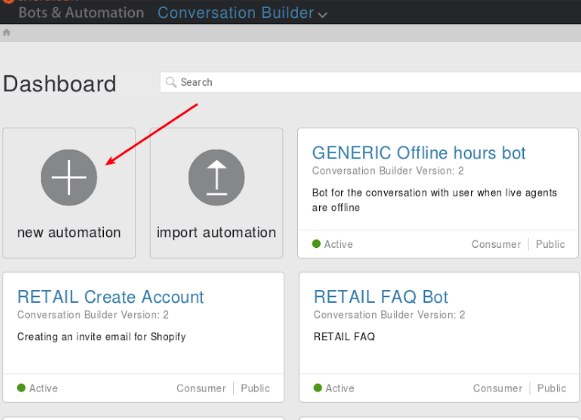 Bots & Automation Conversation Builder
Dashboard
Search
new automation
import automation
GENERIC Offline hours bot
Conversation Builder Version: 2
Bot for the conversation with user when live agents
are offline
Active
Consumer
Public
RETAIL Create Account
Conversation Builder Version: 2
Creating an invite email for Shopify
Active
Consumer
Public
RETAIL FAQ Bot
Conversation Builder Version: 2
RETAIL FAQ
Active
Consumer
Public